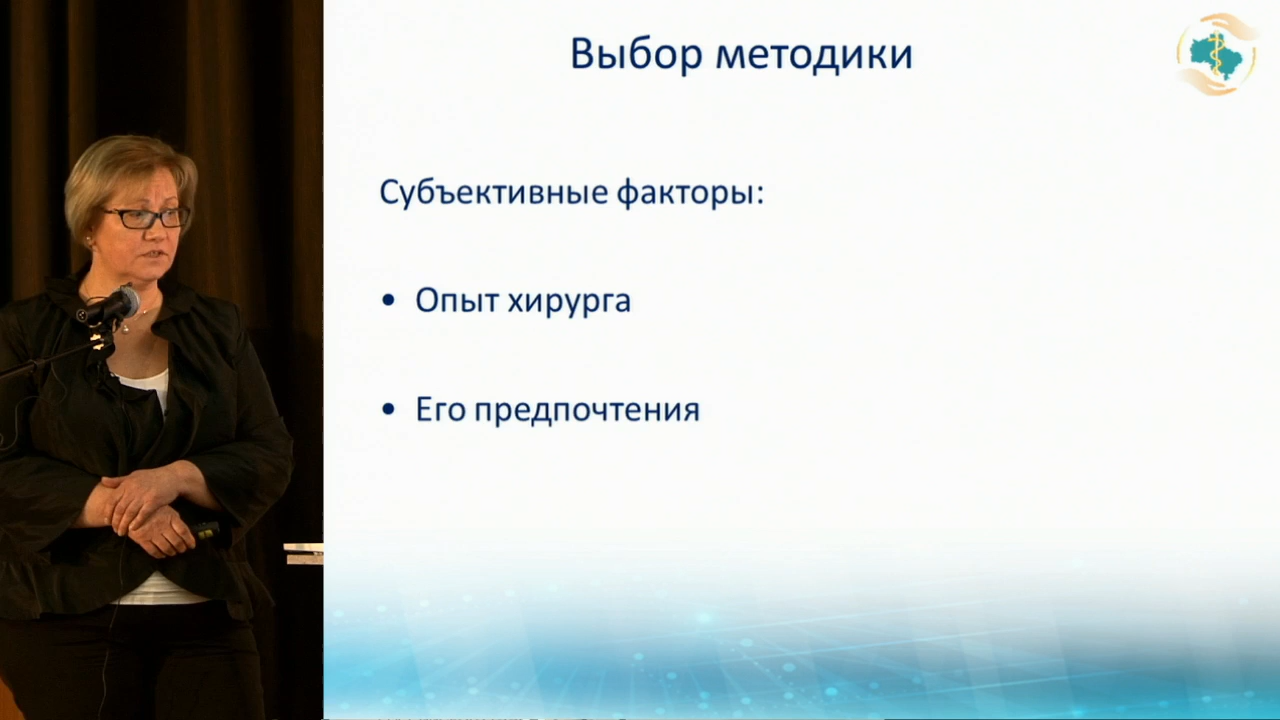 Выбор методики
Субъективные факторы:
• Опыт хирурга
• Его предпочтения